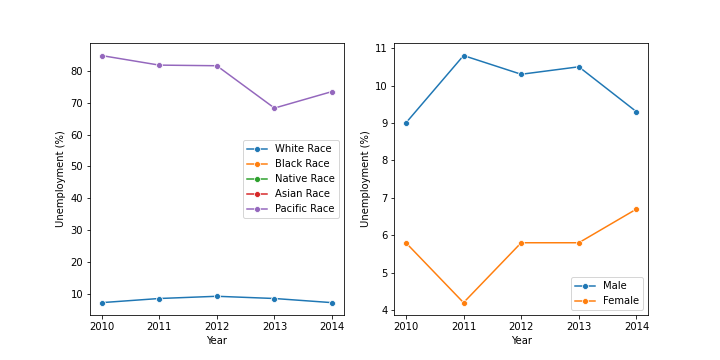 80
70
60
50
40
30
20
10
Unemployment (%)
2010 2011 2012 2013 2014
Year
White Race
Black Race
Native Race
Asian Race
Pacific Race
11
10
9
8
7
6
5
4
Unemployment (%)
2010 2011 2012 2013 2014
Year
Male
Female